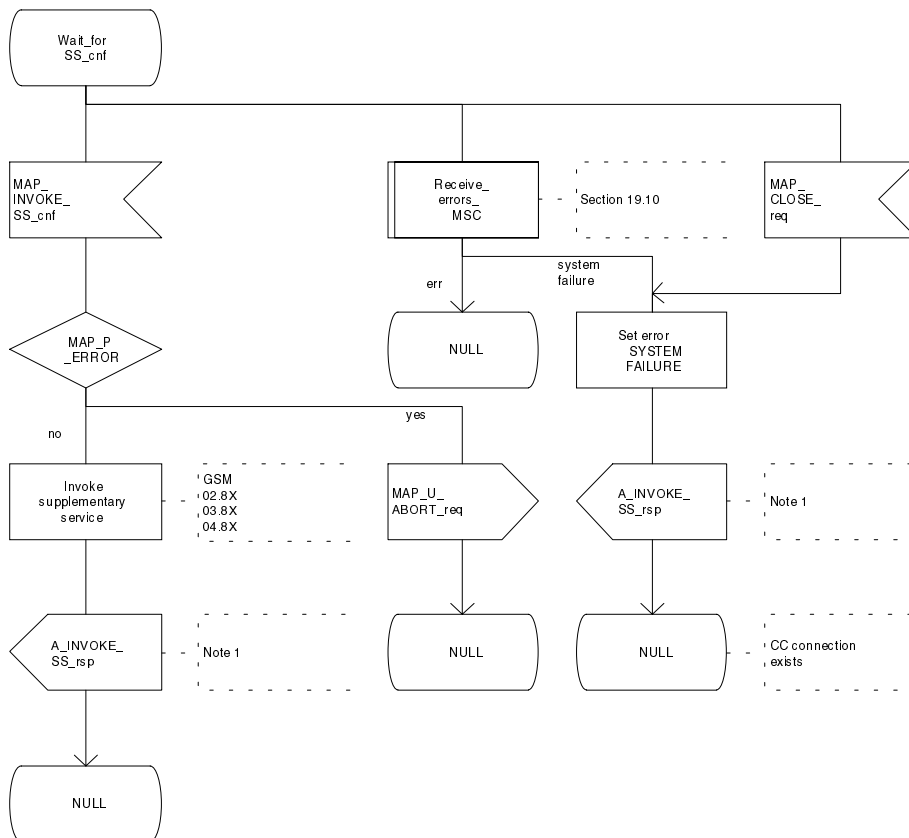 Wait_for
SS_cnf
MAP_
INVOKE_
SS_cnf
Receive_
errors_
MSC
Section 19.10
MAP_
CLOSE_
req
err
system
failure
MAP_P
_ERROR
NULL
Set error
SYSTEM
FAILURE
no
yes
Invoke
supplementary
service
GSM
02.8X
03.8X
04.8X
MAP_U_
ABORT_req
A_INVOKE_
SS_rsp
Note 1
A_INVOKE_
SS_rsp
Note 1
NULL
NULL
CC connection
exists
NULL